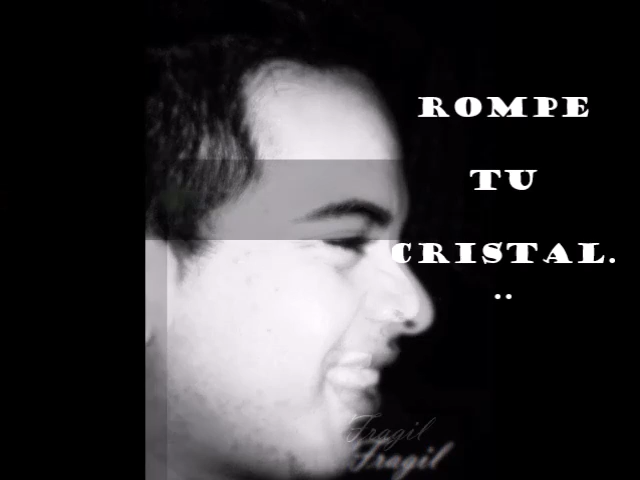 ROMPE
TU
CRISTAL.
..
Fragil
Fragil